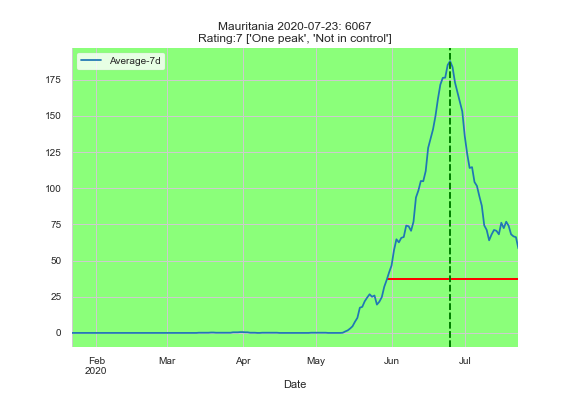 Mauritania 2020-07-23: 6067
Rating:7 ['One peak', 'Not in control']
Average-7d
175
150
125
100
75
50
25
0
Feb
2020
Mar
Apr
May
Jun
Jul
Date